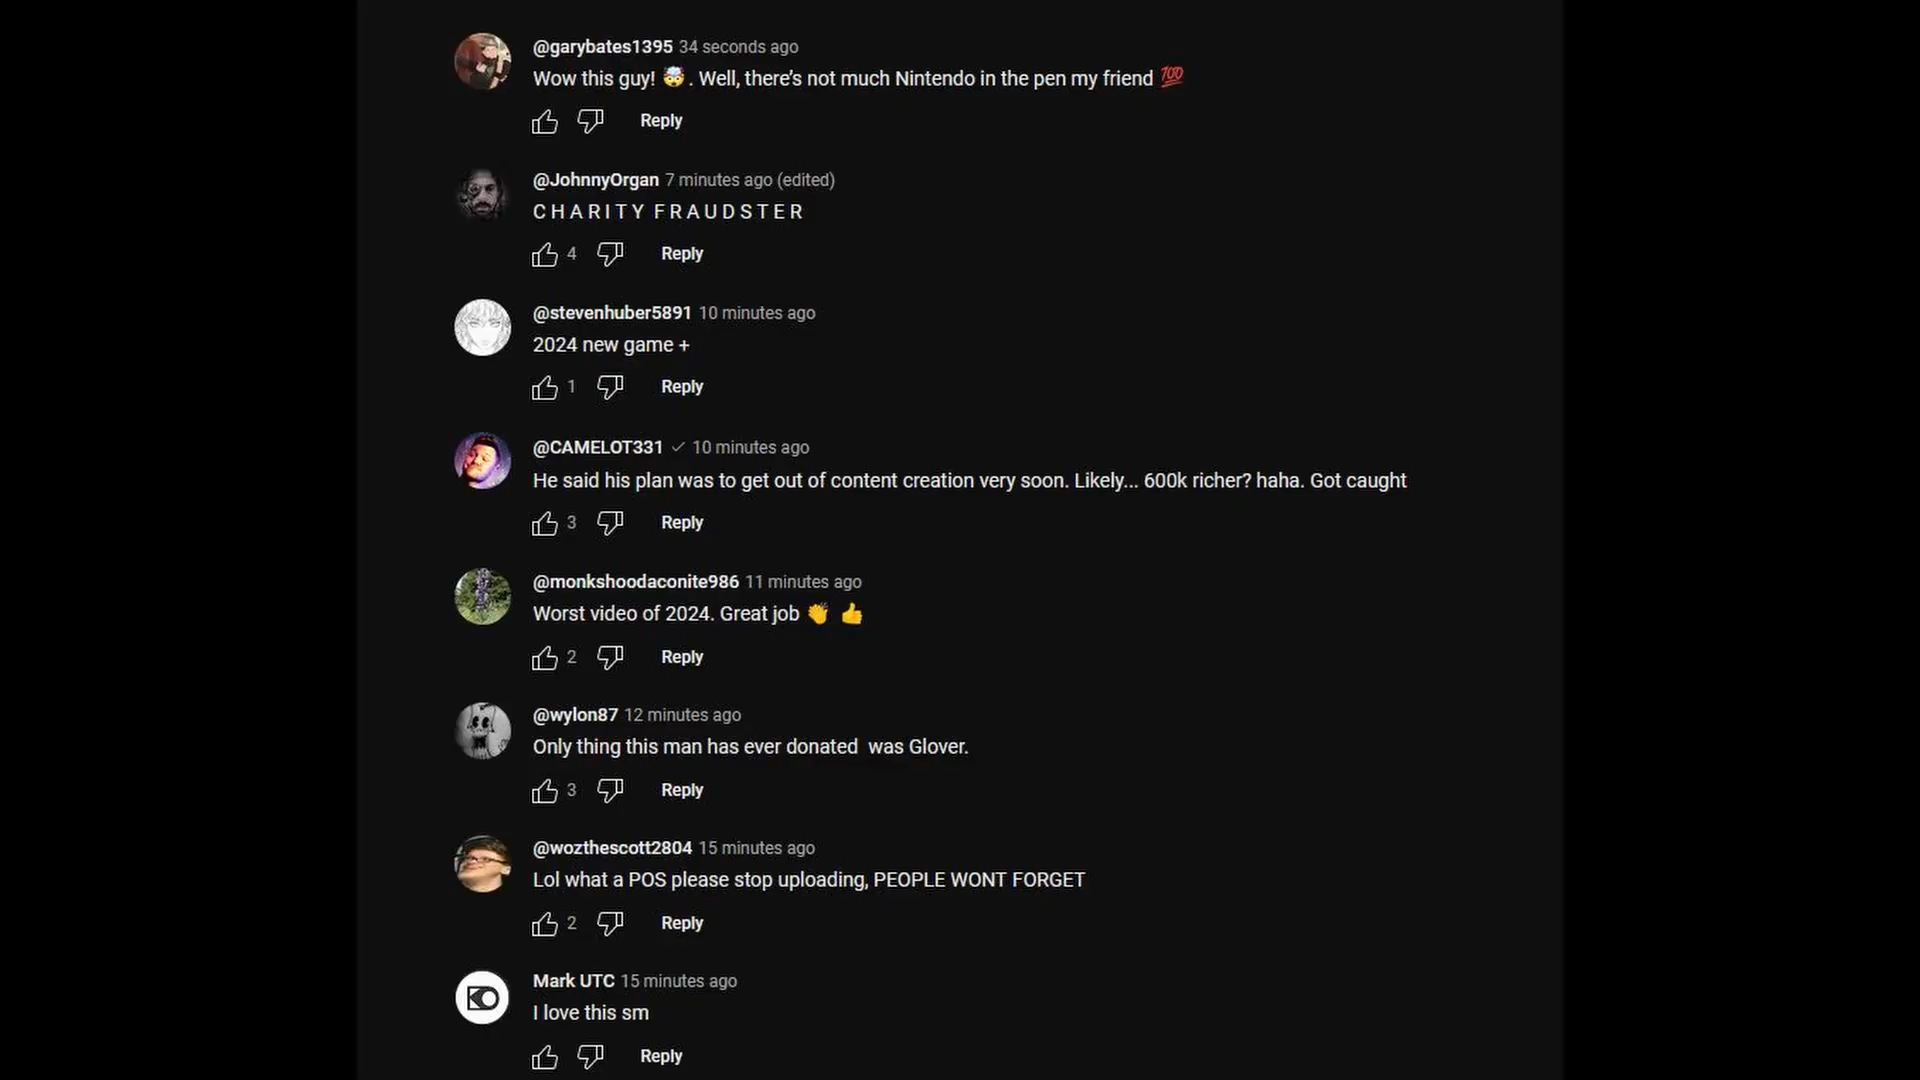 @garybates1395 34 seconds ago
Wow this guy! 🤯. Well, there's not much Nintendo in the pen my friend 💯
Reply
@JohnnyOrgan 7 minutes ago (edited)
C H A R I T Y F R A U D S T E R
4 Reply
@stevenhuber5891 10 minutes ago
2024 new game +
1 Reply
@CAMELOT331 ✓ 10 minutes ago
He said his plan was to get out of content creation very soon. Likely... 600k richer? haha. Got caught
3 Reply
@monkshoodaconite986 11 minutes ago
Worst video of 2024. Great job 👏 👍
2 Reply
@wylon87 12 minutes ago
Only thing this man has ever donated  was Glover.
3 Reply
@wozthescott2804 15 minutes ago
Lol what a POS please stop uploading, PEOPLE WONT FORGET
2 Reply
Mark UTC 15 minutes ago
I love this sm
Reply